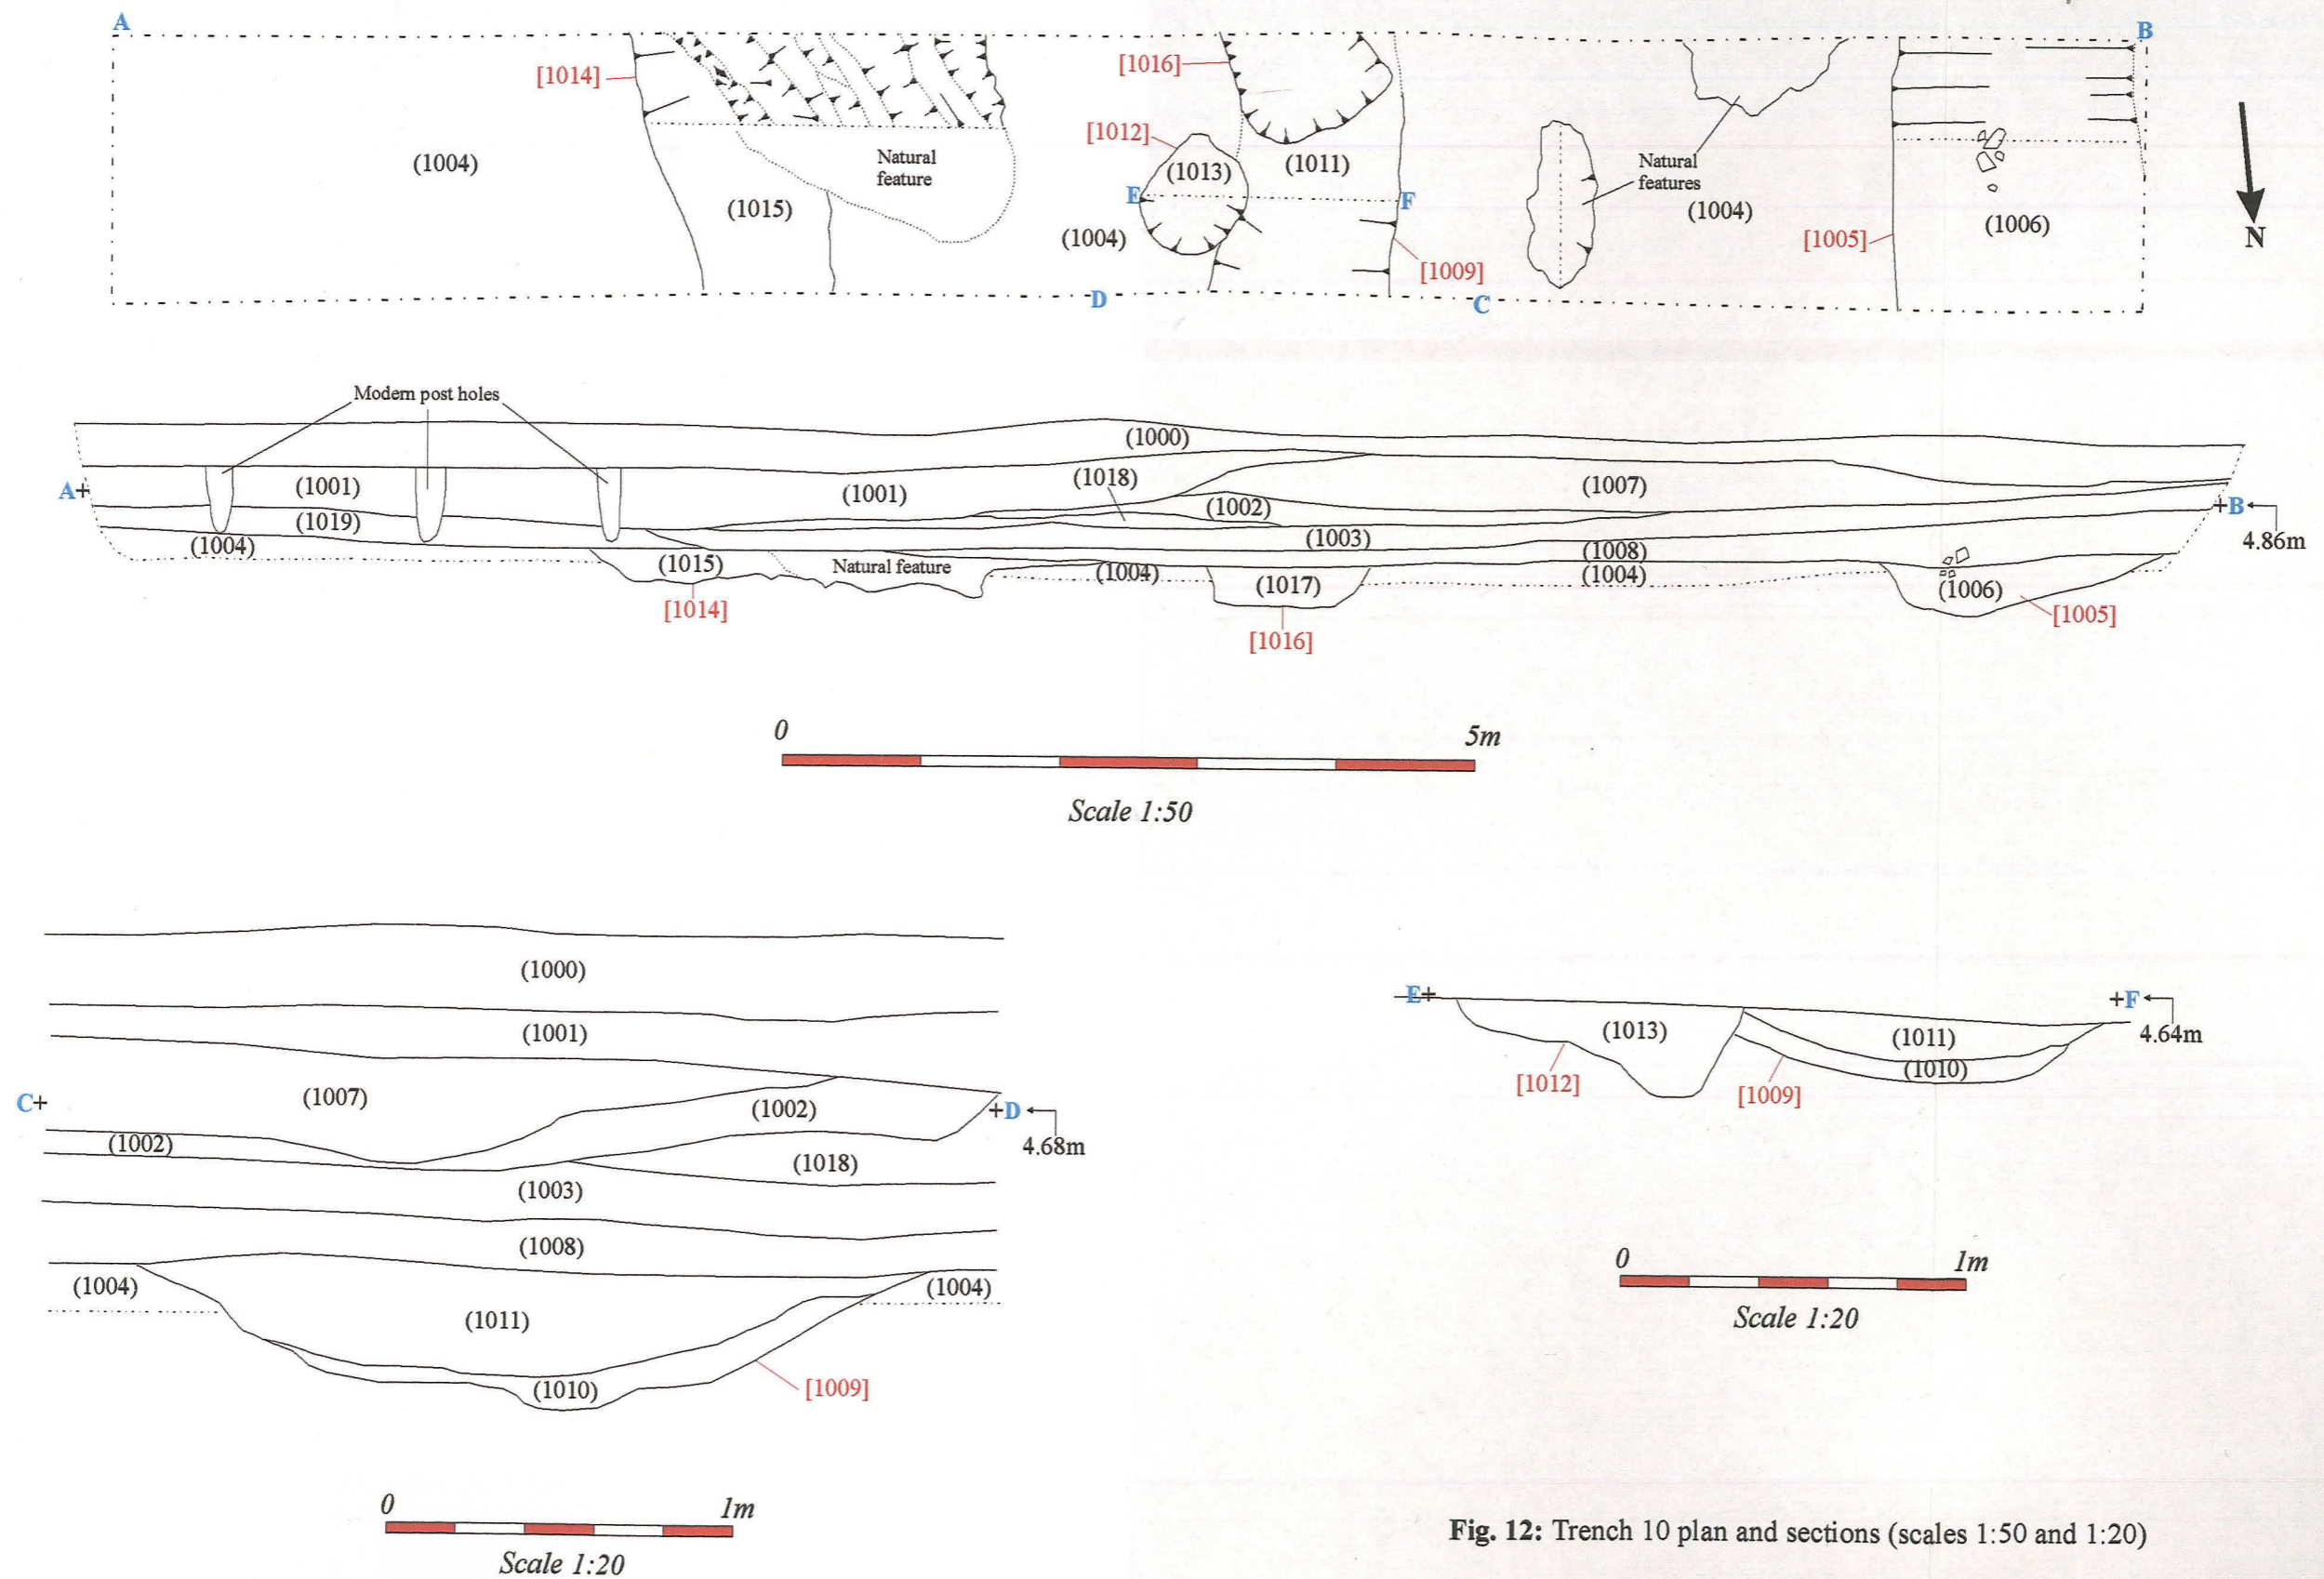 A
B
[1014]
[1016]
[1012]
(1004)
Natural
feature
(1013)
(1011)
Natural
features
E
F
(1015)
(1004)
(1004)
[1005]
(1006)
[1009]
N
D
C
Modern post holes
(1000)
(1018)
A+
(1001)
(1001)
(1007)
(1002)
+B
(1019)
(1003)
4.86m
(1004)
(1015)
Natural feature
(1004)
(1008)
(1004)
(1017)
(1006)
[1014]
[1005]
[1016]
0 5m
Scale 1:50
(1000)
(1001)
C+
(1007)
(1002)
+D
(1002)
4.68m
(1018)
(1003)
(1008)
(1004)
(1004)
(1011)
(1010)
[1009]
0 1m
Scale 1:20
E+
+F
(1013)
(1011)
4.64m
(1010)
[1012]
[1009]
0 1m
Scale 1:20
Fig. 12: Trench 10 plan and sections (scales 1:50 and 1:20)